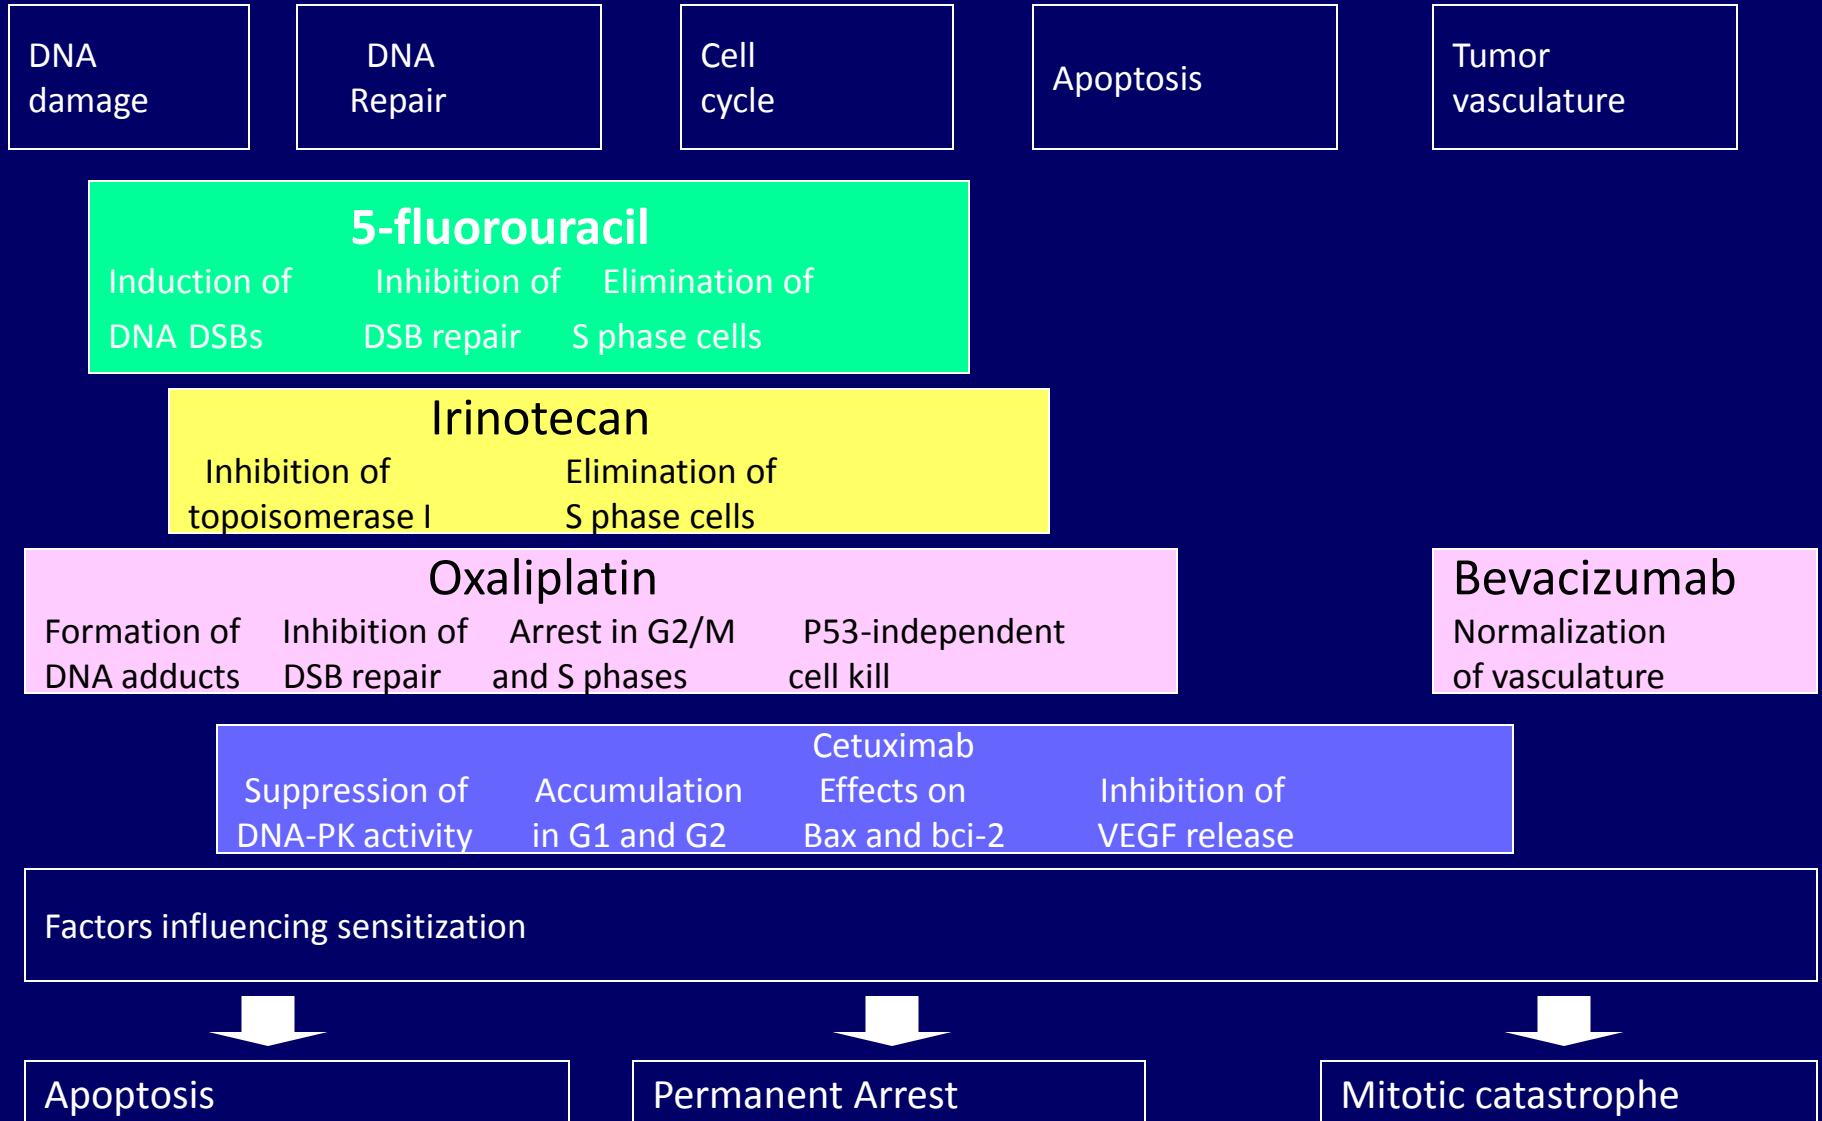 DNA
damage
DNA
Repair
Cell
cycle
Apoptosis
Tumor
vasculature
5-fluorouracil
Induction of Inhibition of Elimination of
DNA DSBs DSB repair S phase cells
Irinotecan
Inhibition of Elimination of
topoisomerase I S phase cells
Oxaliplatin
Formation of Inhibition of Arrest in G2/M P53-independent
DNA adducts DSB repair and S phases cell kill
Bevacizumab
Normalization
of vasculature
Cetuximab
Suppression of Accumulation Effects on Inhibition of
DNA-PK activity in G1 and G2 Bax and bci-2 VEGF release
Factors influencing sensitization
Apoptosis
Permanent Arrest
Mitotic catastrophe